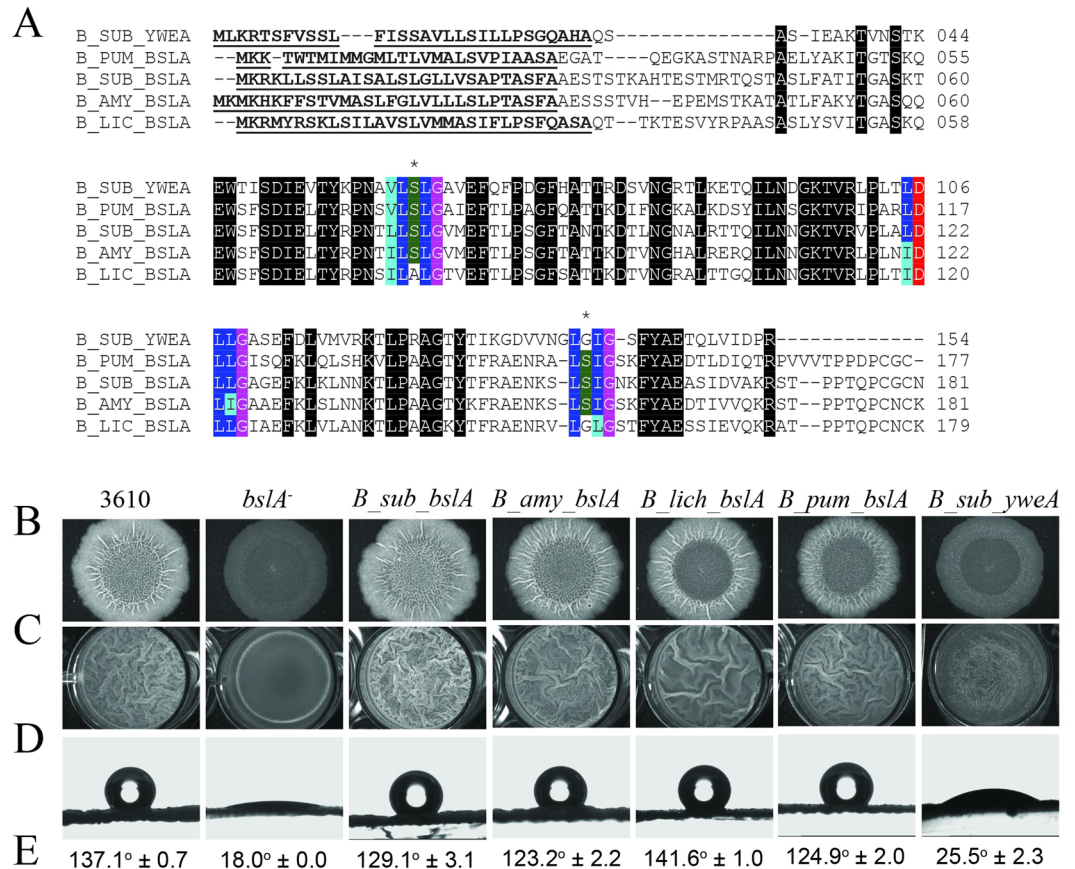 A
B_SUB_YWEA MLKRTSFVSSL---FISSAVLLSILLPSGQAHAQS--------------AS-IEAKTVNSTK 044
B_PUM_BSLA --MKK-TWTMIMMGMLTLVMALSVPIAASAEGAT----QEGKASTNARPAELYAKITGTSKQ 055
B_SUB_BSLA --MKRKLLSSLAISALSLGLLVSAPTASFAAESTSTKAHTESTMRTQSTASLFATITGASKT 060
B_AMY_BSLA MKMKHKFFSTVMASLFGLVLLLSLPTASFAAESSSTVH--EPEMSTKATATLFAKYTGASQQ 060
B_LIC_BSLA --MKRMYRSKLSILAVSLVMMASIFLPSFQASAQT--TKTESVYRPAASASLYSVITGASKQ 058
*
B_SUB_YWEA EWTISDIEVTYKPNAVLSLGAVEFQFPDGFHATTRDSVNGRTLKETQILNDGKTVRLPLTLD 106
B_PUM_BSLA EWSFSDIELTYRPNSVLSLGAIEFTLPAGFQATTKDIFNGKALKDSYILNSGKTVRIPARLD 117
B_SUB_BSLA EWSFSDIELTYRPNTLLSLGVMEFTLPSGFTANTKDTLNGNALRTTQILNNGKTVRVPLALD 122
B_AMY_BSLA EWSFSDIELTYRPNTILSLGVMEFTLPSGFTATTKDTVNGHALRERQILNNGKTVRLPLNID 122
B_LIC_BSLA EWSFSDIELTYRPNSILALGTVEFTLPSGFSATTKDTVNGRALTTGQILNNGKTVRLPLTID 120
*
B_SUB_YWEA LLGASEFDLVMVRKTLPRAGTYTIKGDVVNGLGIG-SFYAETQLVIDPR------------- 154
B_PUM_BSLA LLGISQFKLQLSHKVLPAAGTYTFRAENRA-LSIGSKFYAEDTLDIQTRPVVVTPPDPCGC- 177
B_SUB_BSLA LLGAGEFKLKLNNKTLPAAGTYTFRAENKS-LSIGNKFYAEASIDVAKRST--PPTQPCGCN 181
B_AMY_BSLA LIGAAEFKLSLNNKTLPAAGTYKFRAENKS-LSIGSKFYAEDTIVVQKRST--PPTQPCNCK 181
B_LIC_BSLA LLGIAEFKLVLANKTLPAAGKYTFRAENRV-LGLGSTFYAESSIEVQKRAT--PPTQPCNCK 179
3610 bslA- B_sub_bslA B_amy_bslA B_lich_bslA B_pum_bslA B_sub_yweA
B
C
D
E 137.1° ± 0.7 18.0° ± 0.0 129.1° ± 3.1 123.2° ± 2.2 141.6° ± 1.0 124.9° ± 2.0 25.5° ± 2.3